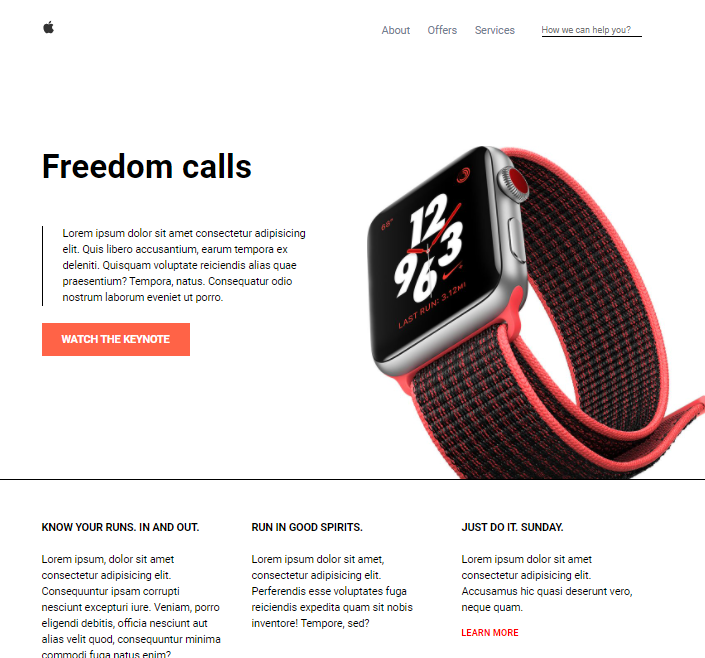 About Offers Services How we can help you?
Freedom calls
Lorem ipsum dolor sit amet consectetur adipisicing
elit. Quis libero accusantium, earum tempora ex
deleniti. Quisquam voluptate reiciendis alias quae
praesentium? Tempora, natus. Consequatur odio
nostrum laborum eveniet ut porro.
WATCH THE KEYNOTE
68°
12
9 3
6
LAST RUN: 3.12MI
KNOW YOUR RUNS. IN AND OUT.
Lorem ipsum, dolor sit amet
consectetur adipisicing elit.
Consequuntur ipsam corrupti
nesciunt excepturi iure. Veniam, porro
eligendi debitis, officia nesciunt aut
alias velit quod, consequuntur minima
commodi fuga natus enim?
RUN IN GOOD SPIRITS.
Lorem ipsum dolor sit amet,
consectetur adipisicing elit.
Perferendis esse voluptates fuga
reiciendis expedita quam sit nobis
inventore! Tempore, sed?
JUST DO IT. SUNDAY.
Lorem ipsum dolor sit amet
consectetur adipisicing elit.
Accusamus hic quasi deserunt vero,
neque quam.
LEARN MORE